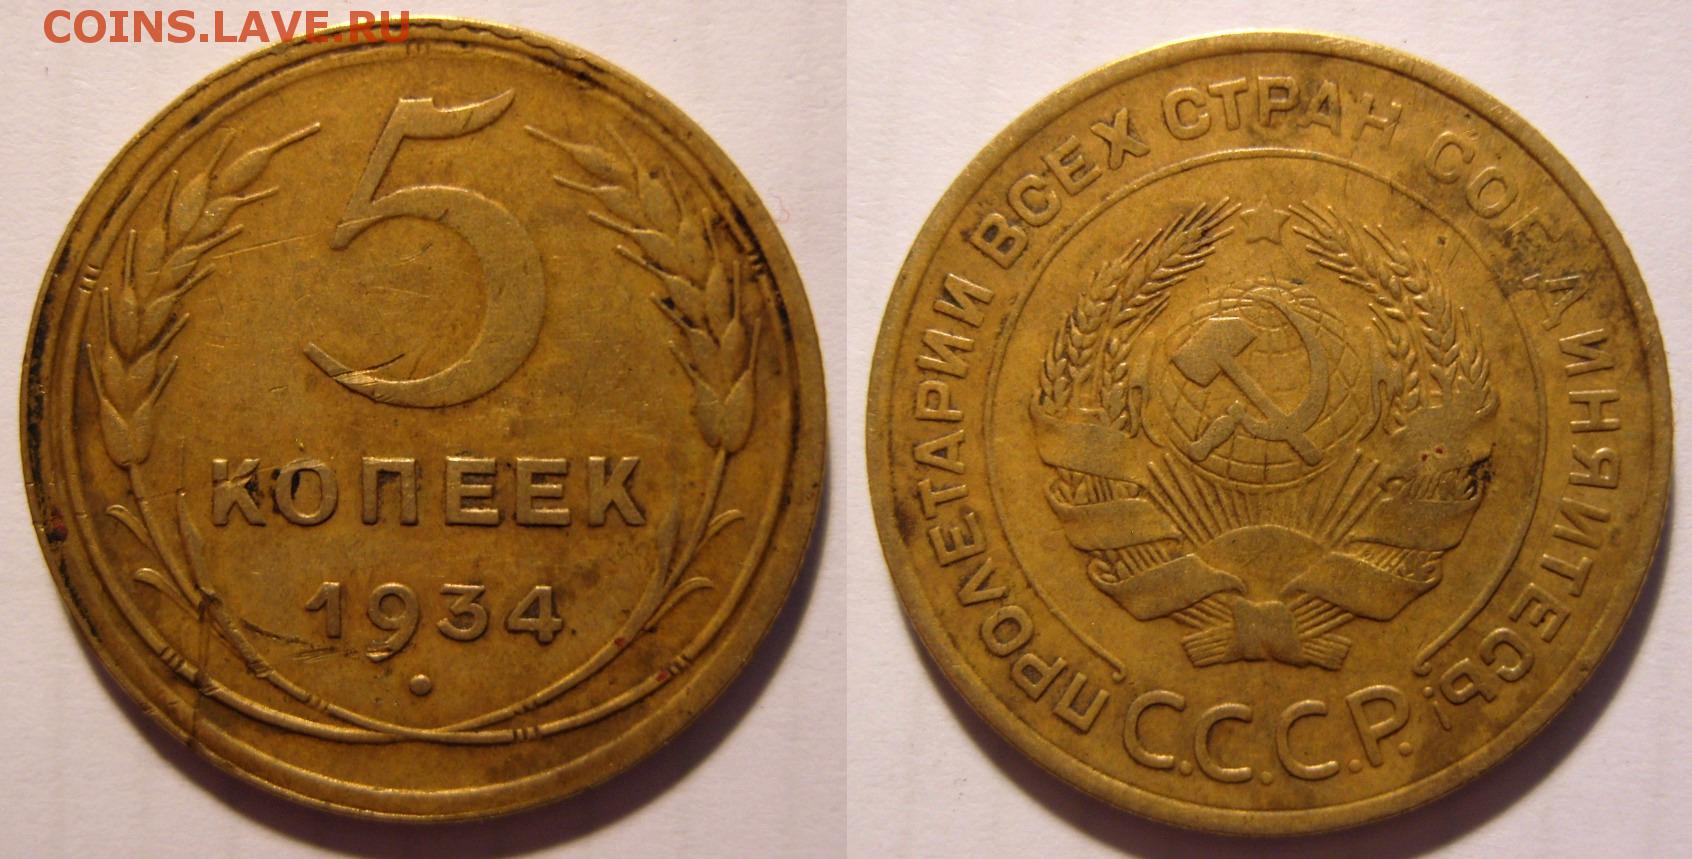 COINS.LAVE.RU
5
КОПЕЕК
1934
ПРОЛЕТАРИИ ВСЕХ СТРАН СОЕДИНЯЙТЕСЬ!
С.С.С.Р.